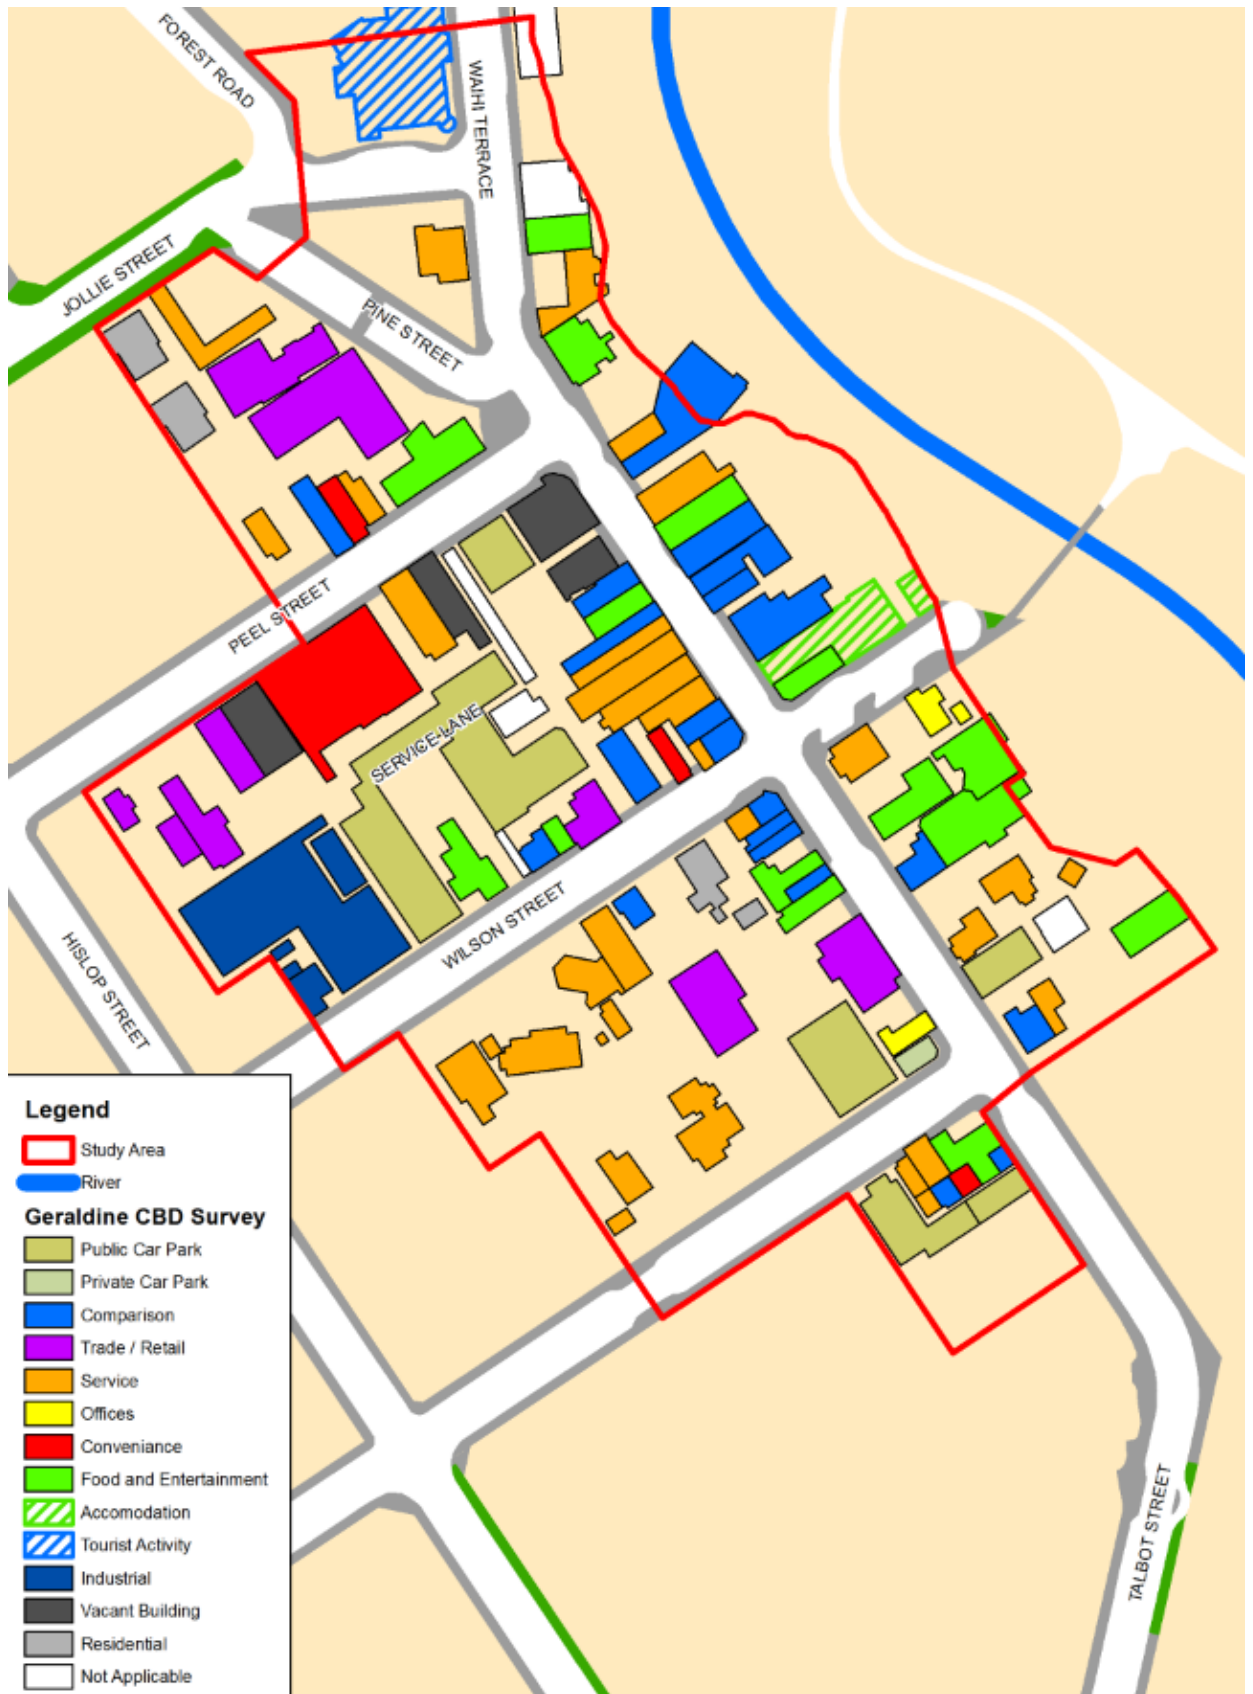 FOREST ROAD
WAIHI TERRACE
JOLLIE STREET
PINE STREET
PEEL STREET
SERVICE LANE
WILSON STREET
HISLOP STREET
TALBOT STREET
Legend
Study Area
River
Geraldine CBD Survey
Public Car Park
Private Car Park
Comparison
Trade / Retail
Service
Offices
Conveniance
Food and Entertainment
Accomodation
Tourist Activity
Industrial
Vacant Building
Residential
Not Applicable